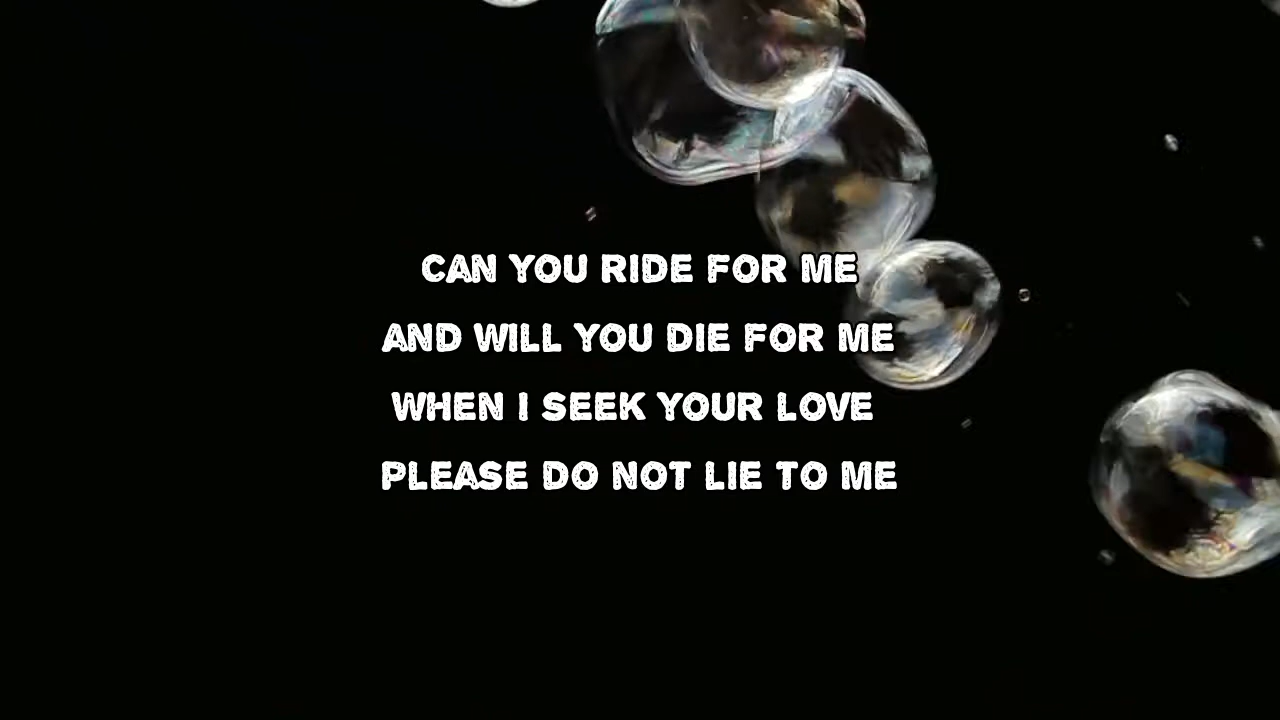 CAN YOU RIDE FOR ME
AND WILL YOU DIE FOR ME
WHEN I SEEK YOUR LOVE
PLEASE DO NOT LIE TO ME